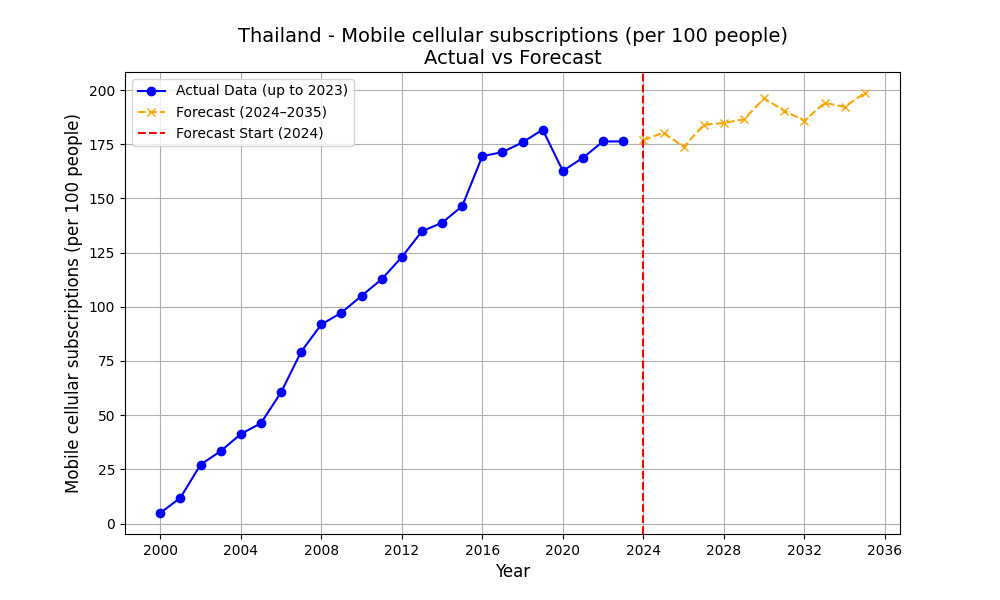 Thailand - Mobile cellular subscriptions (per 100 people)
Actual vs Forecast
Actual Data (up to 2023)
Forecast (2024–2035)
Forecast Start (2024)
Mobile cellular subscriptions (per 100 people)
200
175
150
125
100
75
50
25
0
2000 2004 2008 2012 2016 2020 2024 2028 2032 2036
Year